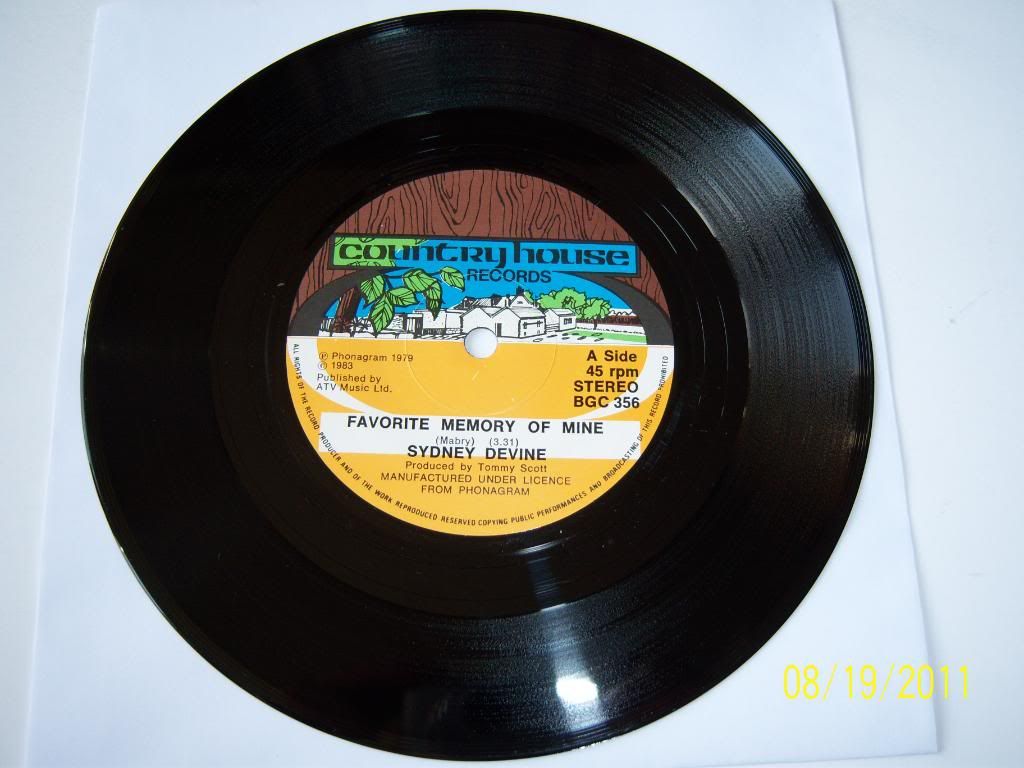 country house
RECORDS
Ⓟ Phonagram 1979
© 1983
Published by
ATV Music Ltd.
A Side
45 rpm
STEREO
BGC 356
FAVORITE MEMORY OF MINE
(Mabry) (3.31)
SYDNEY DEVINE
Produced by Tommy Scott
MANUFACTURED UNDER LICENCE
FROM PHONAGRAM
ALL RIGHTS OF THE RECORD PRODUCER AND OF THE WORK REPRODUCED RESERVED COPYING PUBLIC PERFORMANCES AND BROADCASTING OF THIS RECORD PROHIBITED
08/19/2011